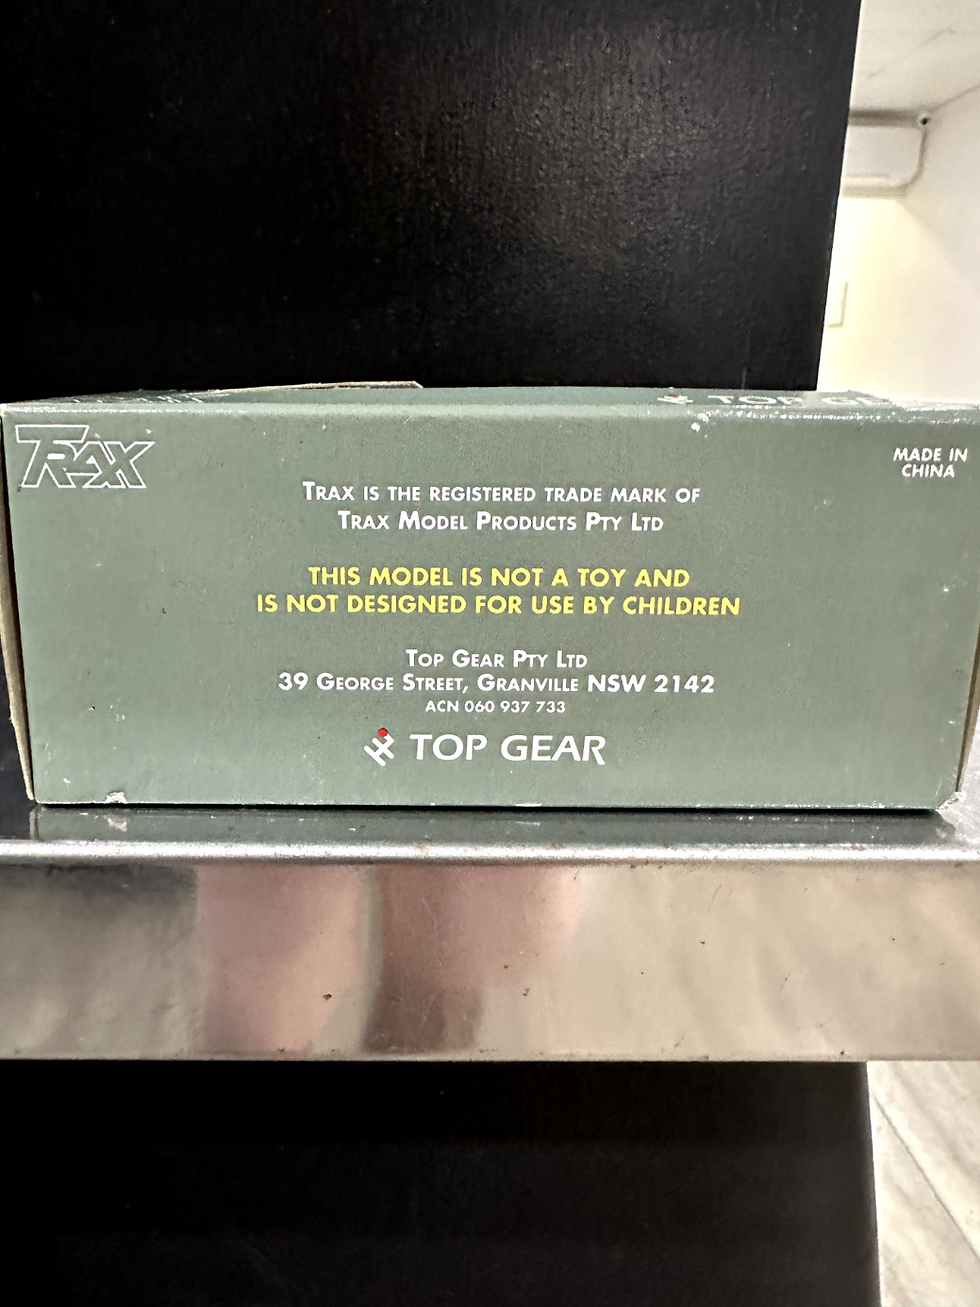 TOP GE
TRAX
MADE IN
CHINA
TRAX IS THE REGISTERED TRADE MARK OF
TRAX MODEL PRODUCTS PTY LTD
THIS MODEL IS NOT A TOY AND
IS NOT DESIGNED FOR USE BY CHILDREN
TOP GEAR PTY LTD
39 GEORGE STREET, GRANVILLE NSW 2142
ACN 060 937 733
TOP GEAR